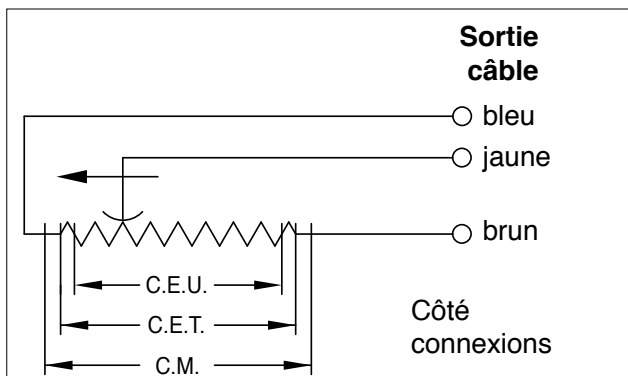 Sortie
câble
bleu
jaune
brun
C.E.U.
C.E.T.
C.M.
Côté
connexions